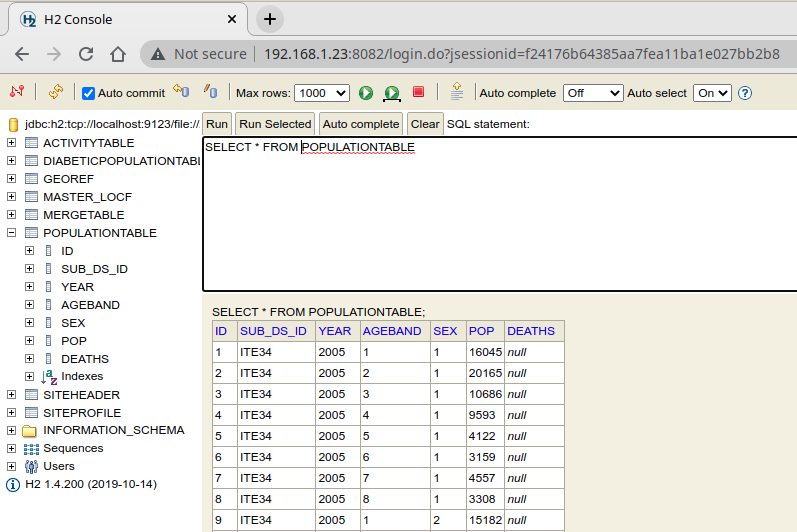 H2 Console
Not secure 192.168.1.23:8082/login.do?jsessionid=f24176b64385aa7fea11ba1e027bb2b8
Auto commit Max rows: 1000 Auto complete Off Auto select On
jdbc:h2:tcp://localhost:9123/file://
Run Run Selected Auto complete Clear SQL statement:
SELECT * FROM POPULATIONTABLE
ACTIVITYTABLE
DIABETICPOPULATIONTABL
GEOREF
MASTER_LOCF
MERGETABLE
POPULATIONTABLE
ID
SUB_DS_ID
YEAR
AGEBAND
SEX
POP
DEATHS
Indexes
SITEHEADER
SITEPROFILE
INFORMATION_SCHEMA
Sequences
Users
H2 1.4.200 (2019-10-14)
SELECT * FROM POPULATIONTABLE;
ID SUB_DS_ID YEAR AGEBAND SEX POP DEATHS
1 ITE34 2005 1 1 16045 null
2 ITE34 2005 2 1 20165 null
3 ITE34 2005 3 1 10686 null
4 ITE34 2005 4 1 9593 null
5 ITE34 2005 5 1 4122 null
6 ITE34 2005 6 1 3159 null
7 ITE34 2005 7 1 4557 null
8 ITE34 2005 8 1 3308 null
9 ITE34 2005 1 2 15182 null